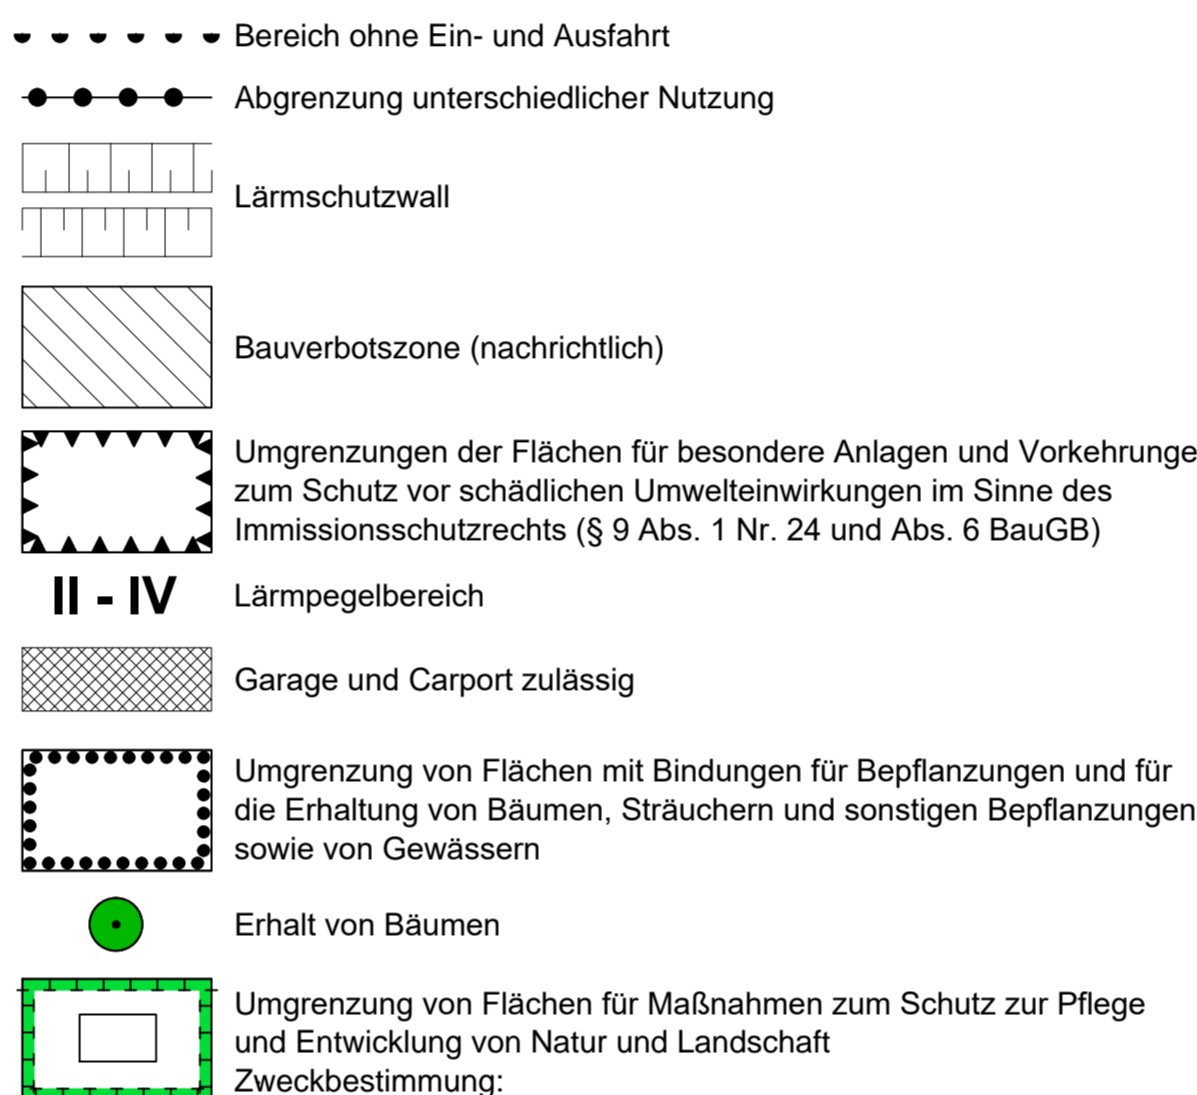 Bereich ohne Ein- und Ausfahrt
Abgrenzung unterschiedlicher Nutzung
Lärmschutzwall
Bauverbotszone (nachrichtlich)
Umgrenzungen der Flächen für besondere Anlagen und Vorkehrunge
zum Schutz vor schädlichen Umwelteinwirkungen im Sinne des
Immissionsschutzrechts (§ 9 Abs. 1 Nr. 24 und Abs. 6 BauGB)
II - IV Lärmpegelbereich
Garage und Carport zulässig
Umgrenzung von Flächen mit Bindungen für Bepflanzungen und für
die Erhaltung von Bäumen, Sträuchern und sonstigen Bepflanzungen
sowie von Gewässern
Erhalt von Bäumen
Umgrenzung von Flächen für Maßnahmen zum Schutz zur Pflege
und Entwicklung von Natur und Landschaft
Zweckbestimmung: